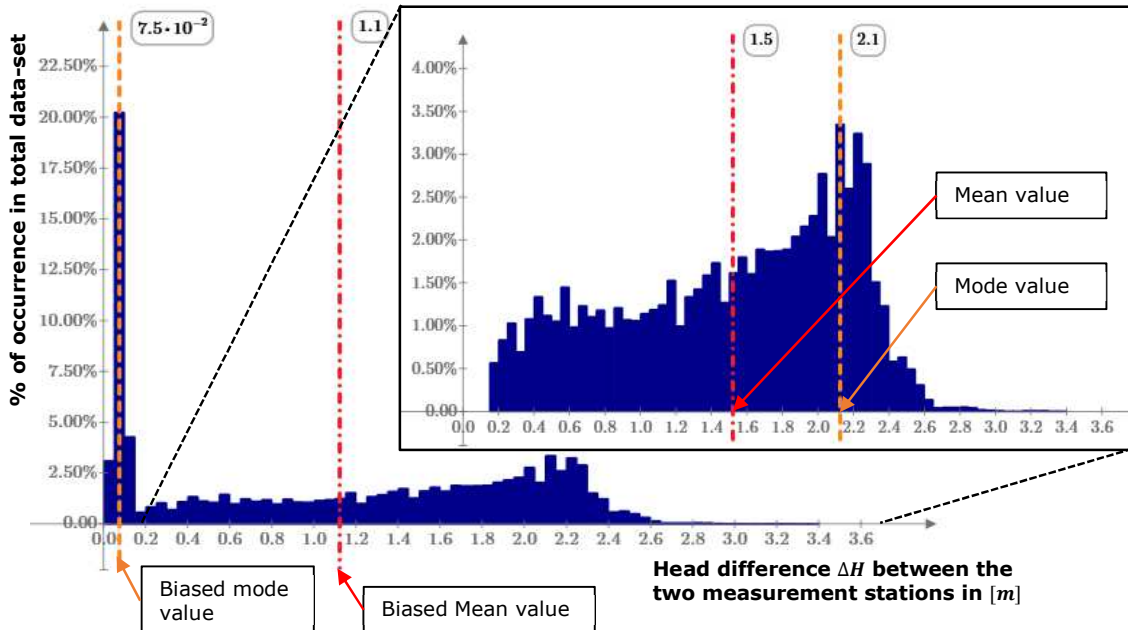 7.5 · 10⁻²
1.1
% of occurrence in total data-set
22.50%
20.00%
17.50%
15.00%
12.50%
10.00%
7.50%
5.00%
2.50%
0.00
0.0 0.2 0.4 0.6 0.8 1.0 1.2 1.4 1.6 1.8 2.0 2.2 2.4 2.6 2.8 3.0 3.2 3.4 3.6
1.5
2.1
4.00%
3.50%
3.00%
2.50%
2.00%
1.50%
1.00%
0.50%
0.00
0.0 0.2 0.4 0.6 0.8 1.0 1.2 1.4 1.6 1.8 2.0 2.2 2.4 2.6 2.8 3.0 3.2 3.4 3.6
Mean value
Mode value
Biased mode
value
Biased Mean value
Head difference ΔH between the
two measurement stations in [m]